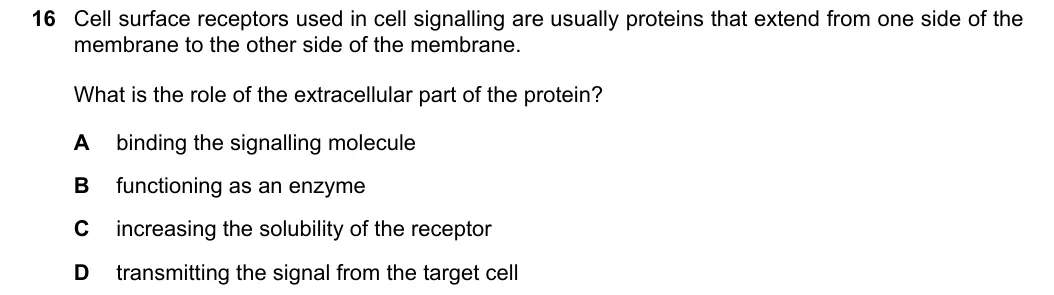 16 Cell surface receptors used in cell signalling are usually proteins that extend from one side of the
membrane to the other side of the membrane.
What is the role of the extracellular part of the protein?
A binding the signalling molecule
B functioning as an enzyme
C increasing the solubility of the receptor
D transmitting the signal from the target cell